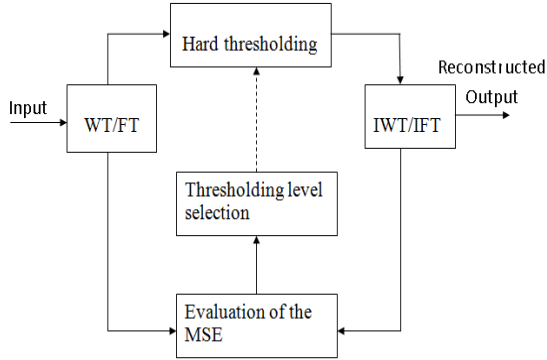 Hard thresholding
Reconstructed
Output
Input
WT/FT
IWT/IFT
Thresholding level
selection
Evaluation of the
MSE